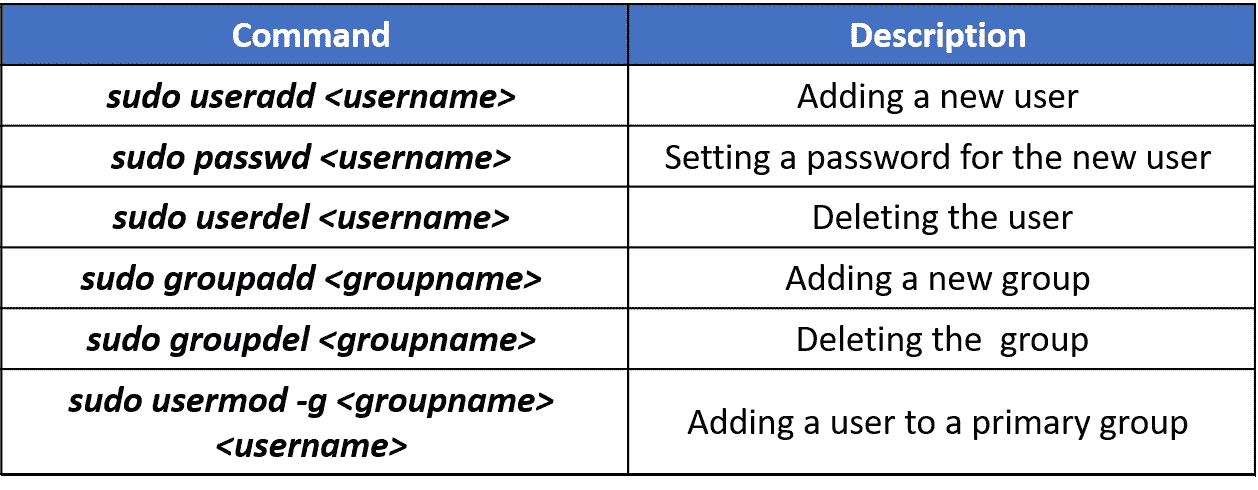 Command Description
sudo useradd <username> Adding a new user
sudo passwd <username> Setting a password for the new user
sudo userdel <username> Deleting the user
sudo groupadd <groupname> Adding a new group
sudo groupdel <groupname> Deleting the  group
sudo usermod -g <groupname>
<username> Adding a user to a primary group